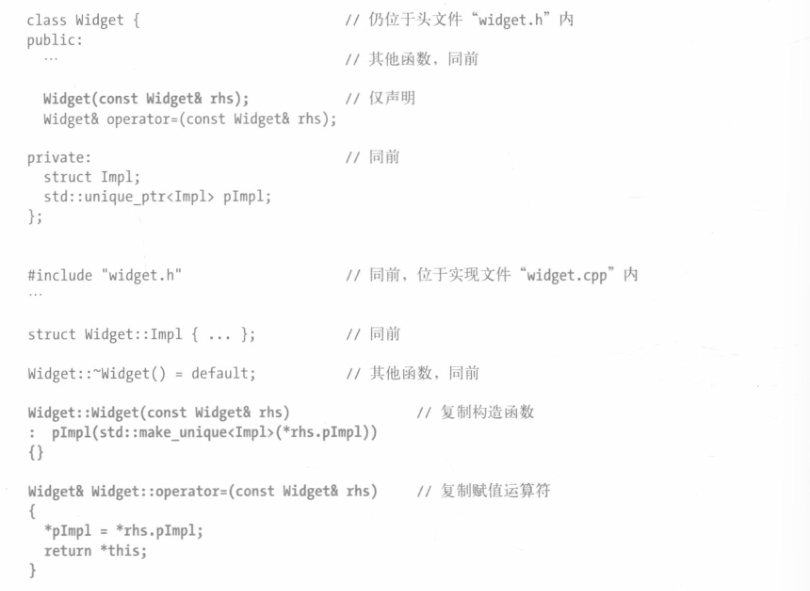 class Widget {                          // 仍位于头文件“widget.h”内
public:
  …                                     // 其他函数，同前
  Widget(const Widget& rhs);            // 仅声明
  Widget& operator=(const Widget& rhs);
private:                                // 同前
  struct Impl;
  std::unique_ptr<Impl> pImpl;
};
#include "widget.h"                     // 同前，位于实现文件“widget.cpp”内
…
struct Widget::Impl { ... };            // 同前
Widget::~Widget() = default;            // 其他函数，同前
Widget::Widget(const Widget& rhs)               // 复制构造函数
:  pImpl(std::make_unique<Impl>(*rhs.pImpl))
{}
Widget& Widget::operator=(const Widget& rhs)    // 复制赋值运算符
{
  *pImpl = *rhs.pImpl;
  return *this;
}